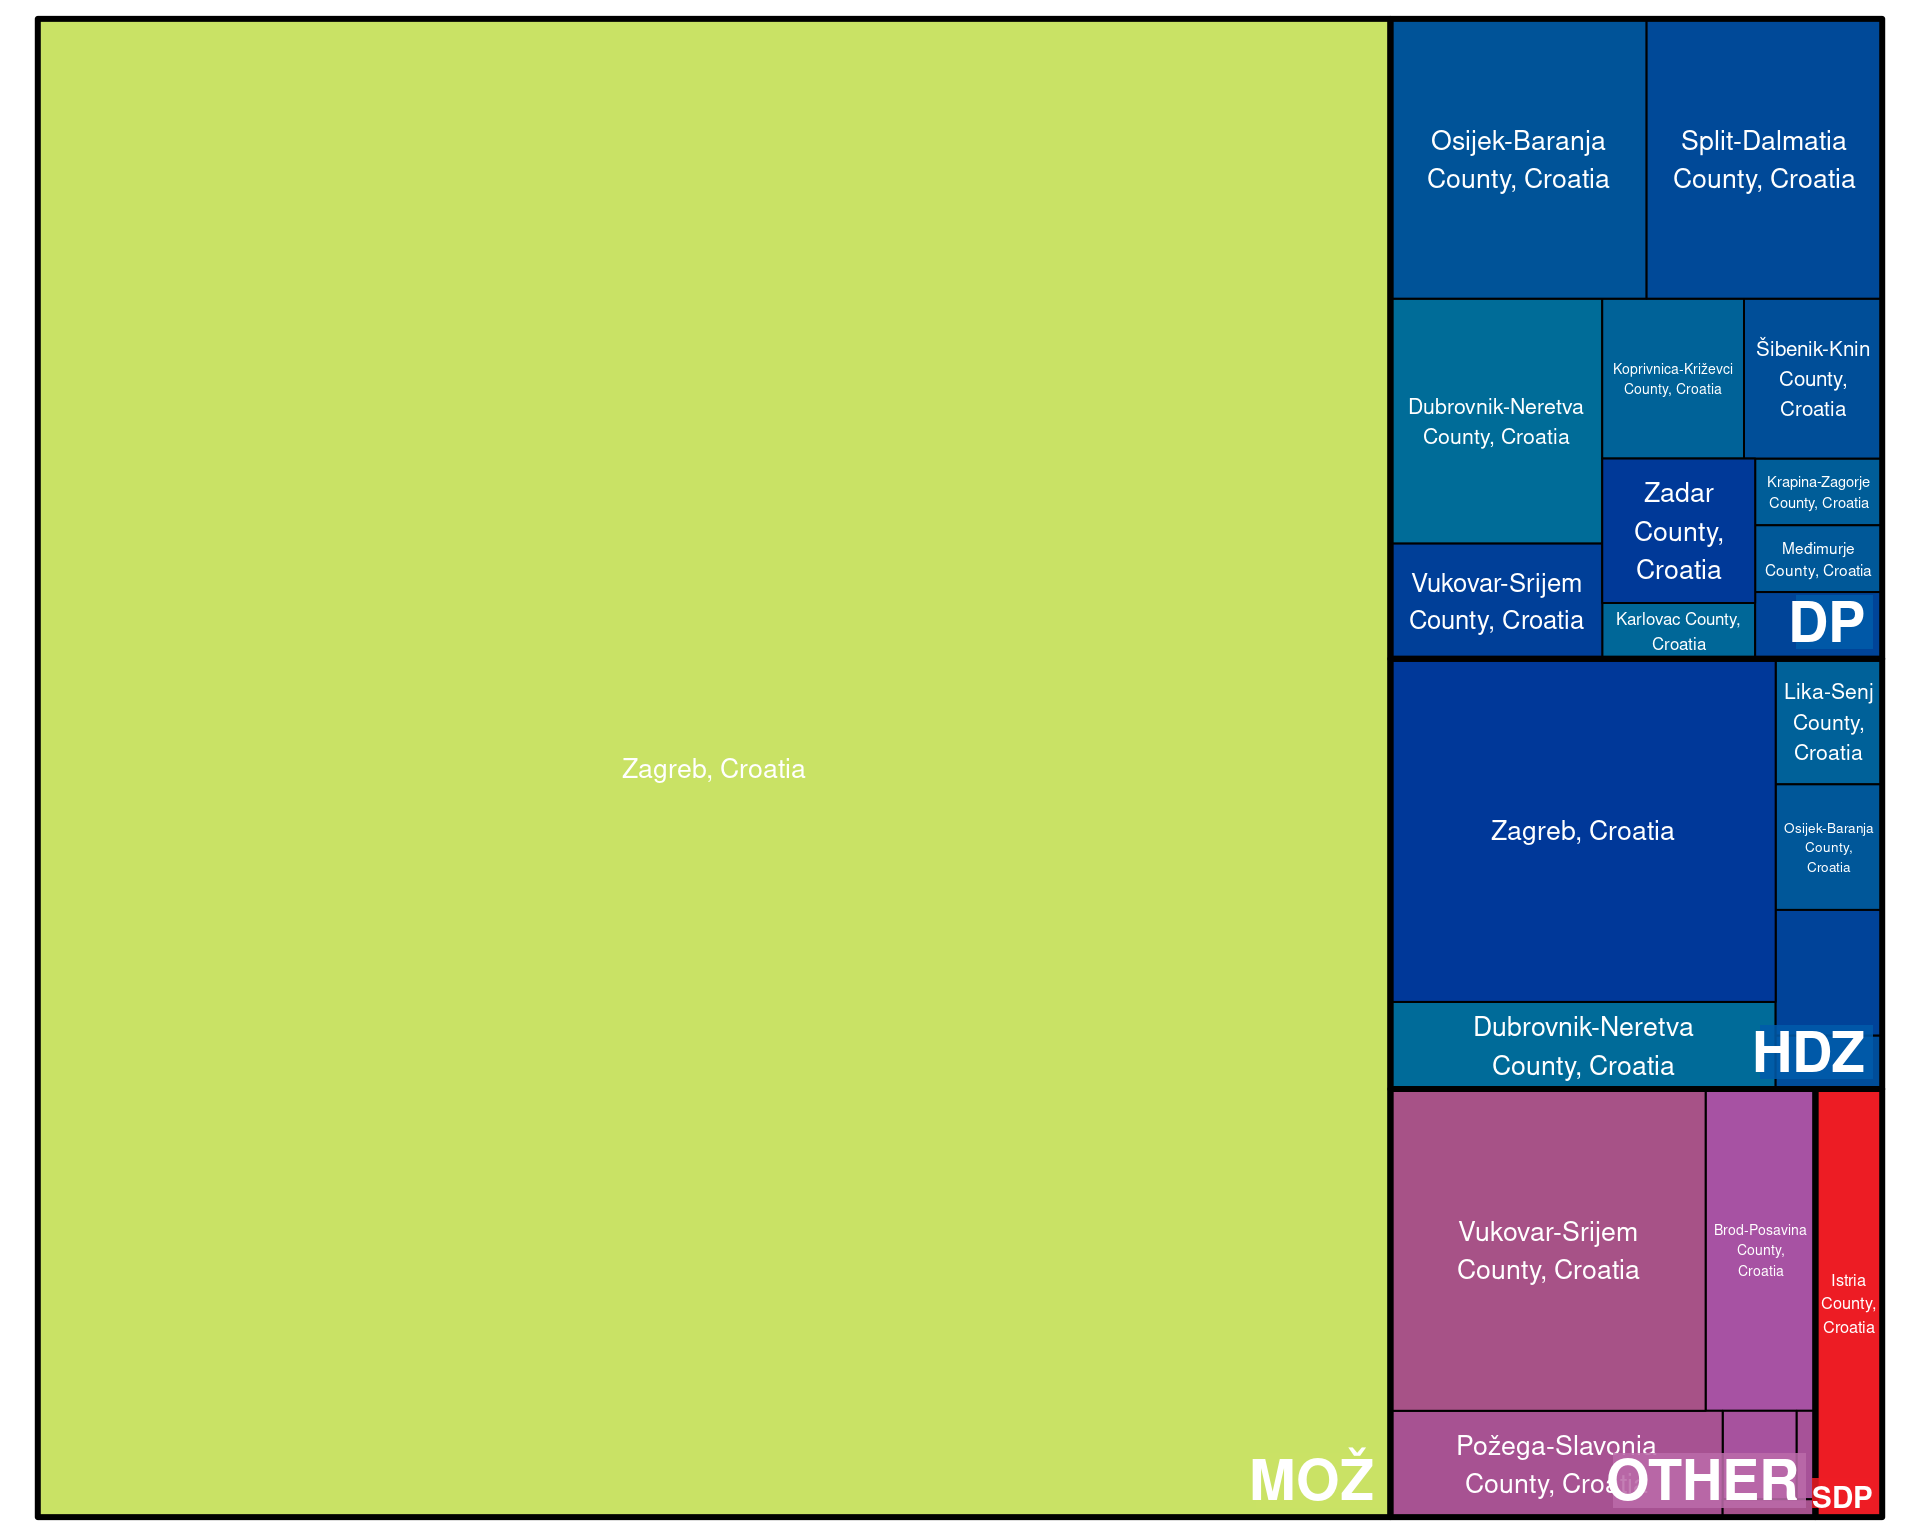 Zagreb, Croatia
MOŽ
Osijek-Baranja
County, Croatia
Split-Dalmatia
County, Croatia
Dubrovnik-Neretva
County, Croatia
Koprivnica-Križevci
County, Croatia
Šibenik-Knin
County,
Croatia
Vukovar-Srijem
County, Croatia
Zadar
County,
Croatia
Karlovac County,
Croatia
Krapina-Zagorje
County, Croatia
Međimurje
County, Croatia
DP
Zagreb, Croatia
Dubrovnik-Neretva
County, Croatia
Lika-Senj
County,
Croatia
Osijek-Baranja
County,
Croatia
HDZ
Vukovar-Srijem
County, Croatia
Brod-Posavina
County,
Croatia
Požega-Slavonia
County, Croatia
OTHER
Istria
County,
Croatia
SDP